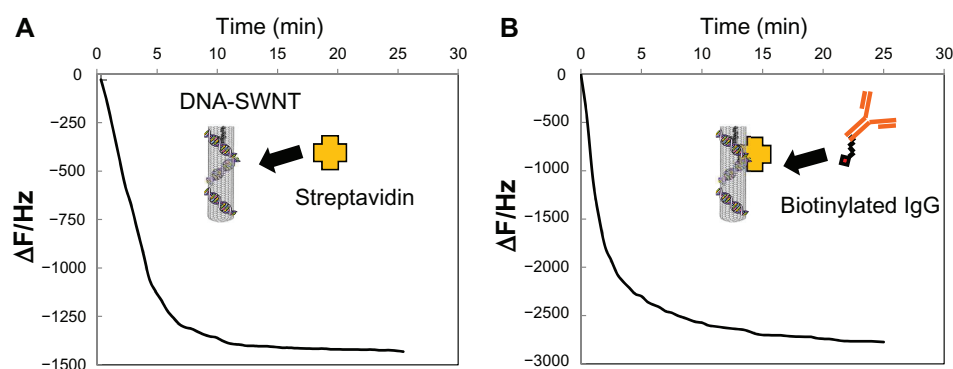 A
Time (min)
0 5 10 15 20 25 30
0
−250
−500
−750
−1000
−1250
−1500
ΔF/Hz
DNA-SWNT
Streptavidin
B
Time (min)
0 5 10 15 20 25 30
0
−500
−1000
−1500
−2000
−2500
−3000
ΔF/Hz
Biotinylated IgG